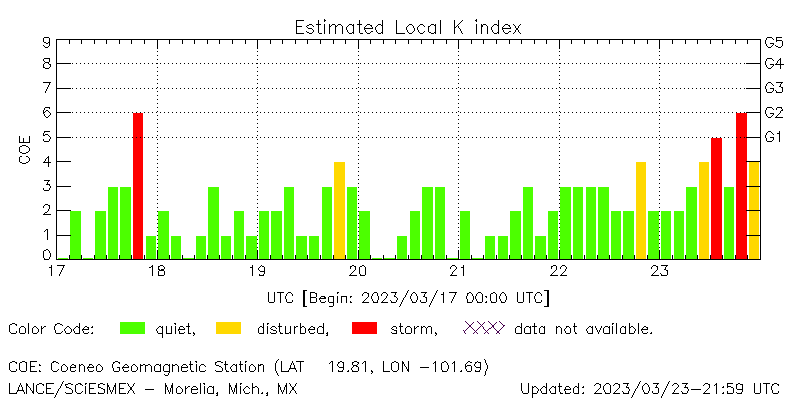 Estimated Local K index
9
8
7
6
5
4
3
2
1
0
COE
G5
G4
G3
G2
G1
17 18 19 20 21 22 23
UTC [Begin: 2023/03/17 00:00 UTC]
Color Code: quiet, disturbed, storm, data not available.
COE: Coeneo Geomagnetic Station (LAT 19.81, LON -101.69)
LANCE/SCiESMEX - Morelia, Mich., MX Updated: 2023/03/23-21:59 UTC